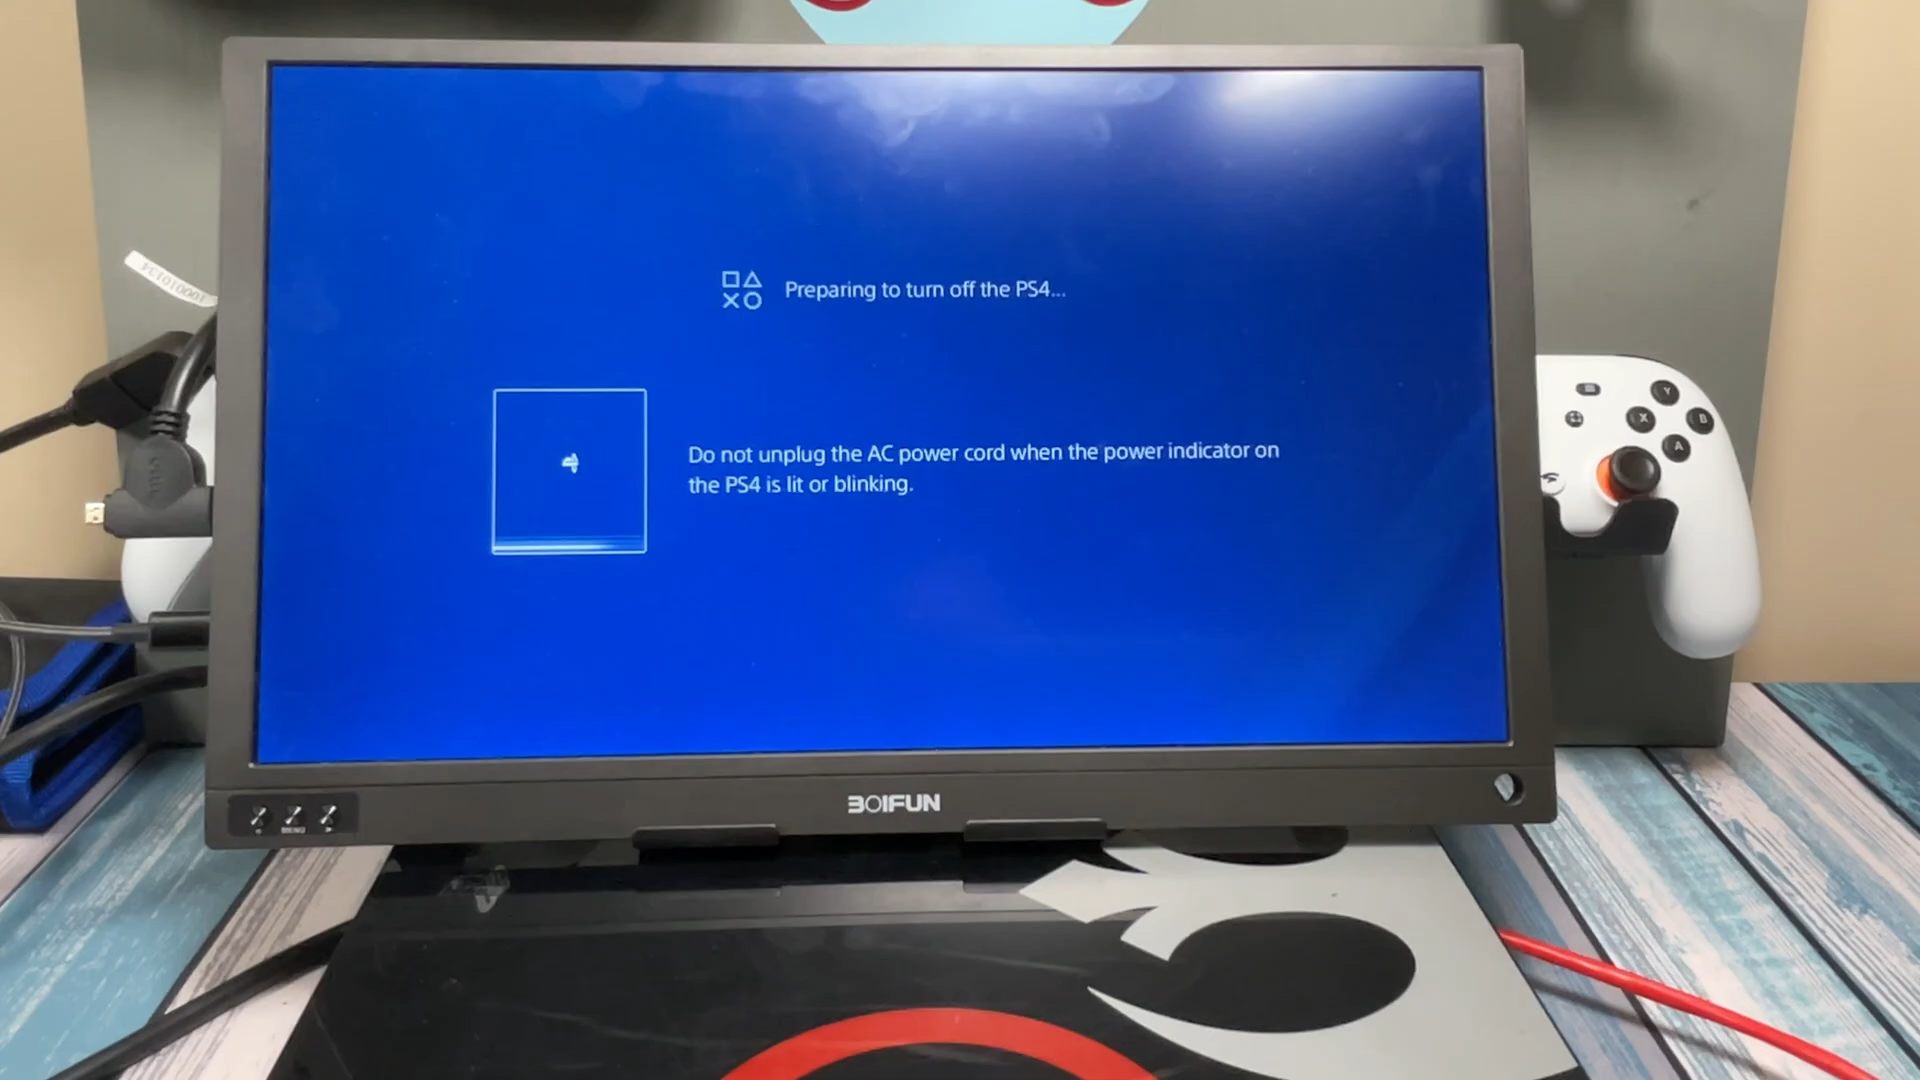 Preparing to turn off the PS4...
Do not unplug the AC power cord when the power indicator on
the PS4 is lit or blinking.
Y
X
B
A
MENU
BOIFUN